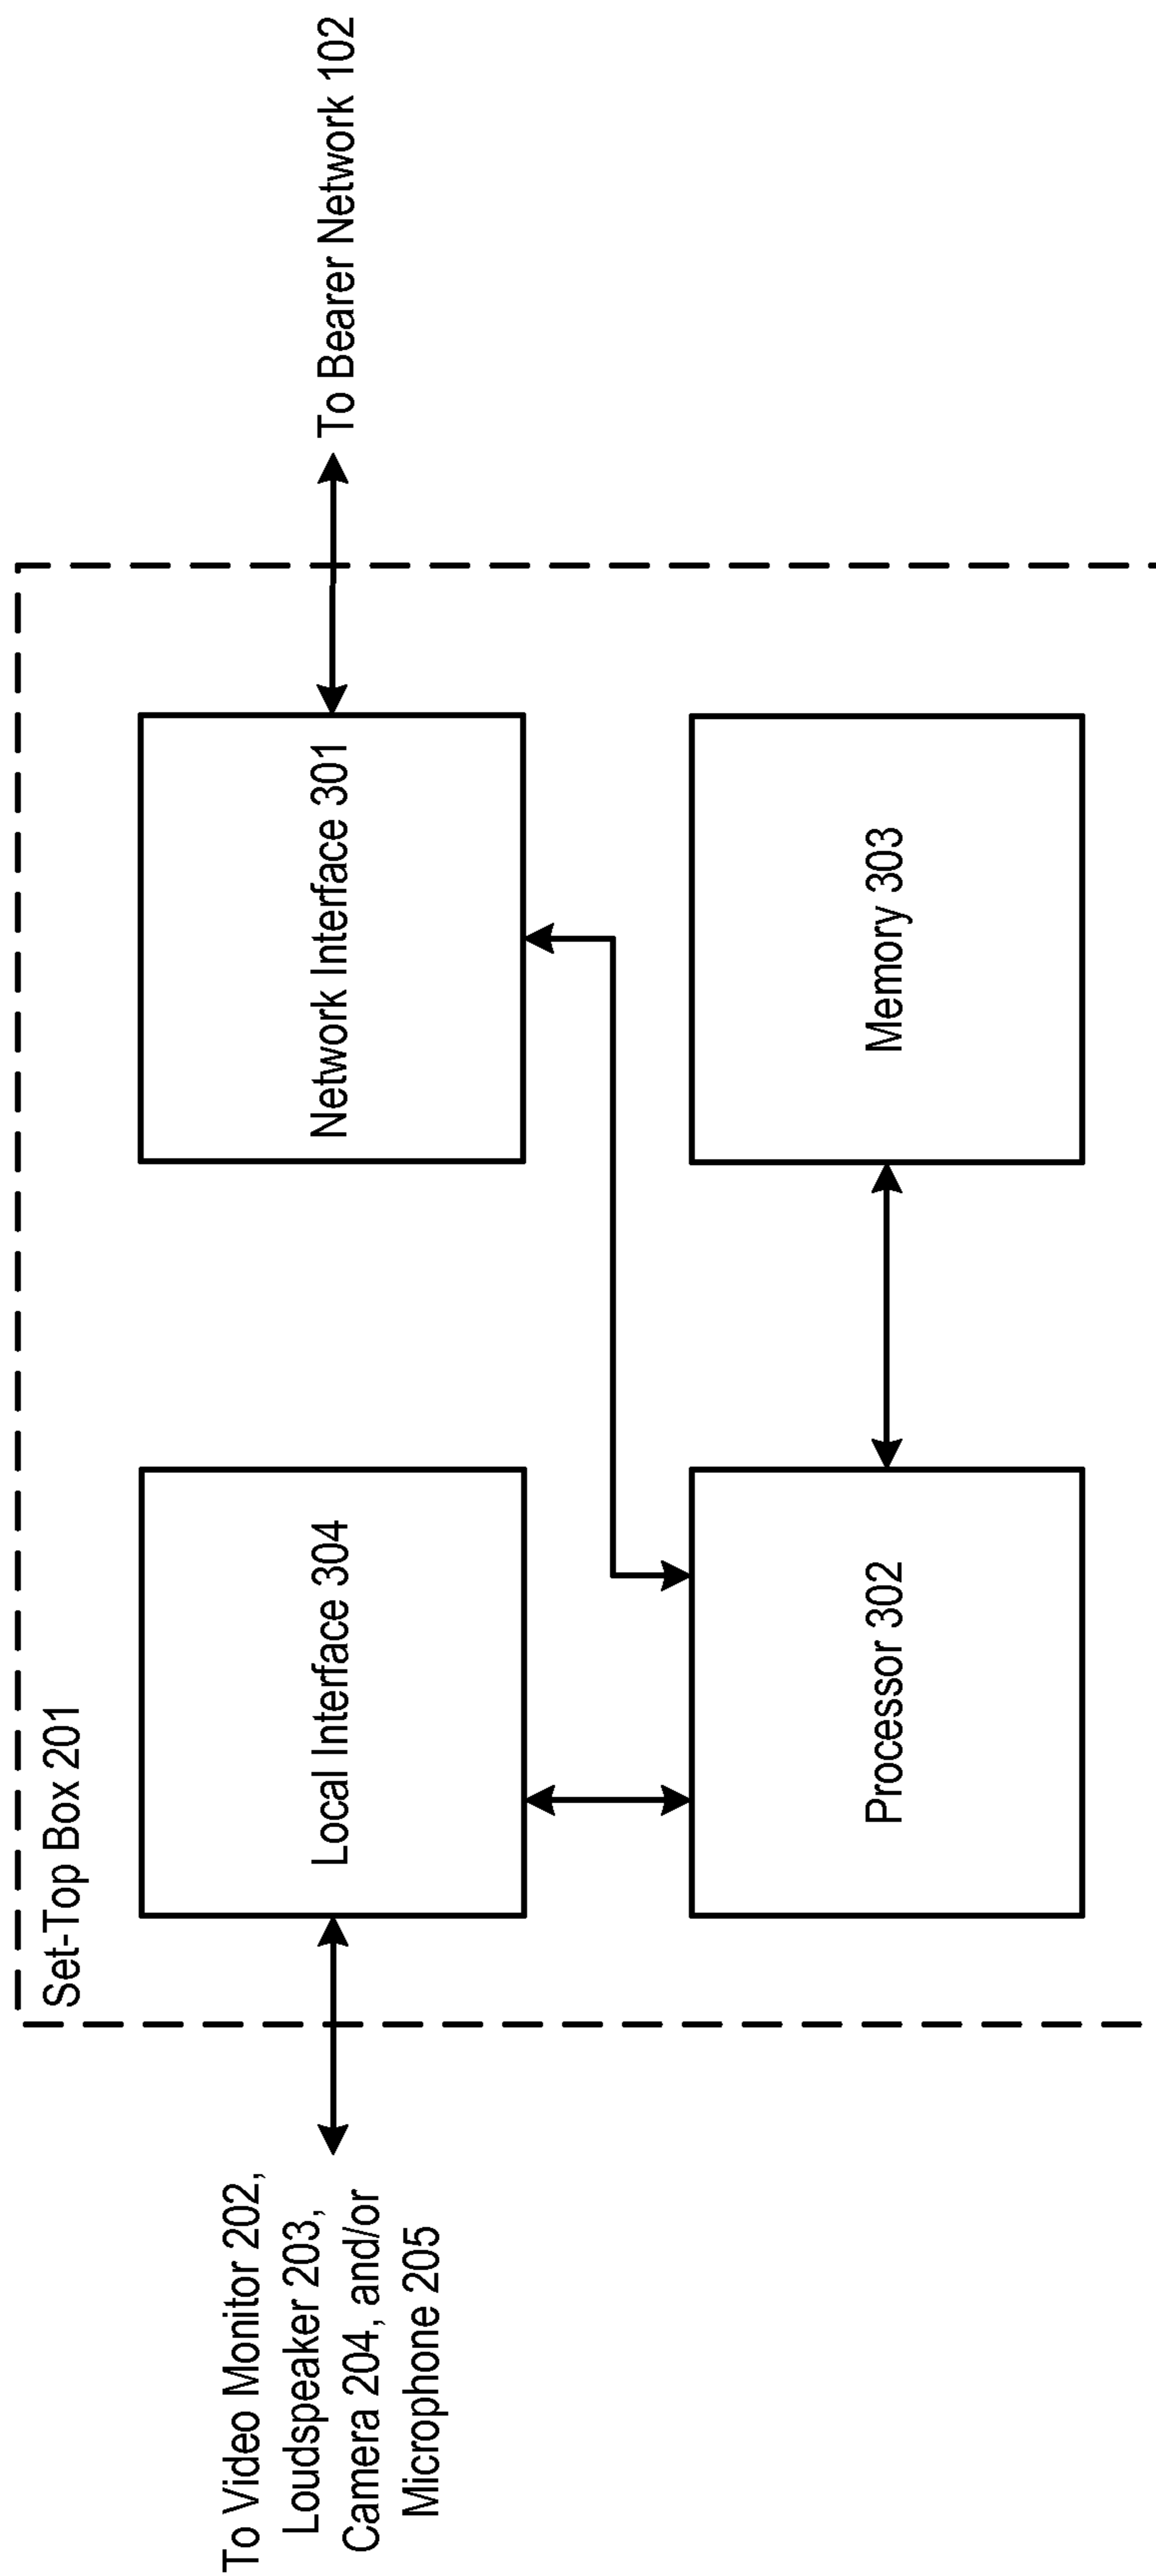 Set-Top Box 201
To Video Monitor 202,
Loudspeaker 203,
Camera 204, and/or
Microphone 205
Local Interface 304
Network Interface 301
To Bearer Network 102
Processor 302
Memory 303